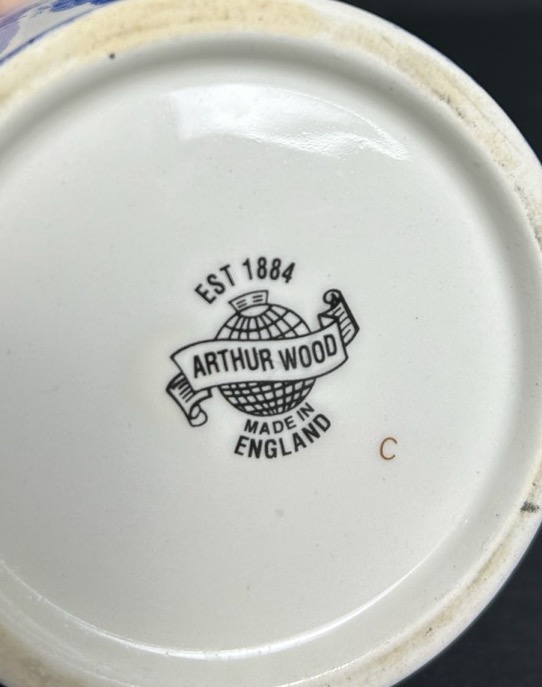 EST 1884
ARTHUR WOOD
MADE IN
ENGLAND
C